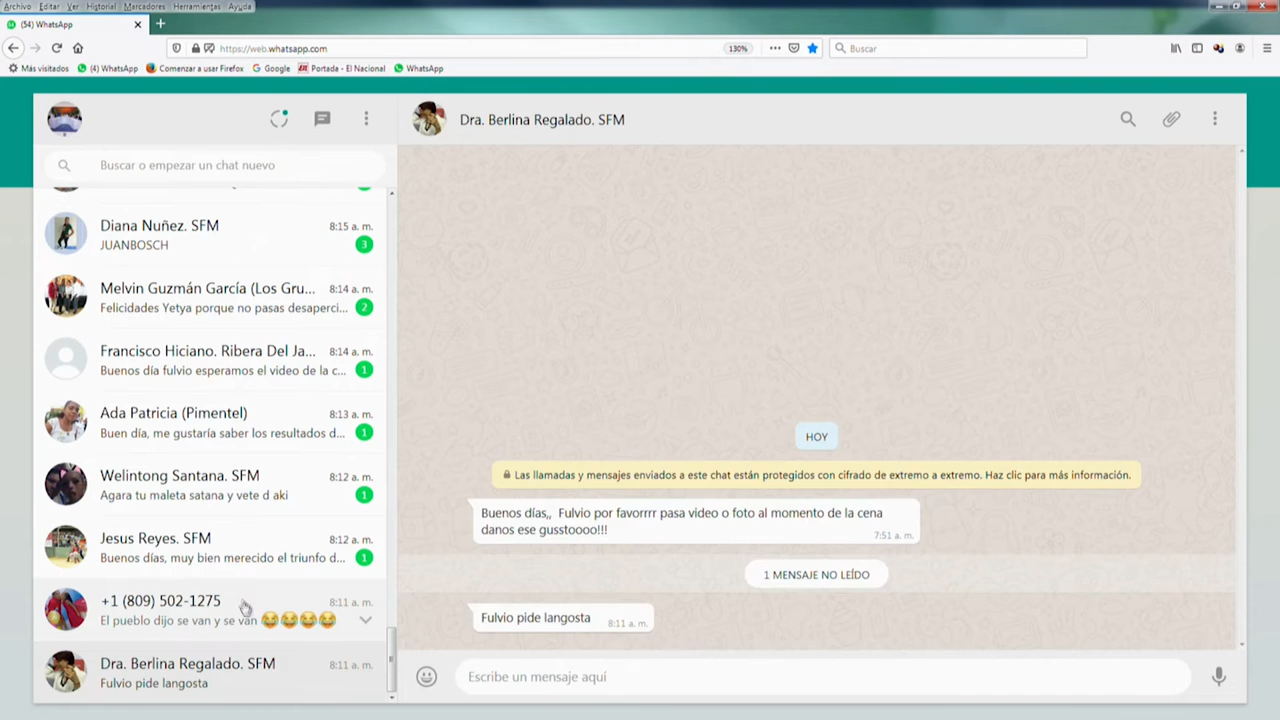 Archivo Editar Ver Historial Marcadores Herramientas Ayuda
(54) WhatsApp
https://web.whatsapp.com
130%
Buscar
Más visitados
(4) WhatsApp
Comenzar a usar Firefox
Google
Portada - El Nacional
WhatsApp
Dra. Berlina Regalado. SFM
Buscar o empezar un chat nuevo
Diana Nuñez. SFM
8:15 a. m.
JUANBOSCH
3
Melvin Guzmán García (Los Gru...
8:14 a. m.
Felicidades Yetya porque no pasas desaperci...
2
Francisco Hiciano. Ribera Del Ja...
8:14 a. m.
Buenos día fulvio esperamos el video de la c...
1
Ada Patricia (Pimentel)
8:13 a. m.
Buen día, me gustaría saber los resultados d...
1
Welintong Santana. SFM
8:12 a. m.
Agara tu maleta satana y vete d aki
1
Jesus Reyes. SFM
8:12 a. m.
Buenos días, muy bien merecido el triunfo d...
1
+1 (809) 502-1275
8:11 a. m.
El pueblo dijo se van y se van 😂😂😂😂
Dra. Berlina Regalado. SFM
8:11 a. m.
Fulvio pide langosta
HOY
Las llamadas y mensajes enviados a este chat están protegidos con cifrado de extremo a extremo. Haz clic para más información.
Buenos días,, Fulvio por favorrrr pasa video o foto al momento de la cena
danos ese gusstoooo!!!
7:51 a. m.
1 MENSAJE NO LEÍDO
Fulvio pide langosta
8:11 a. m.
Escribe un mensaje aquí